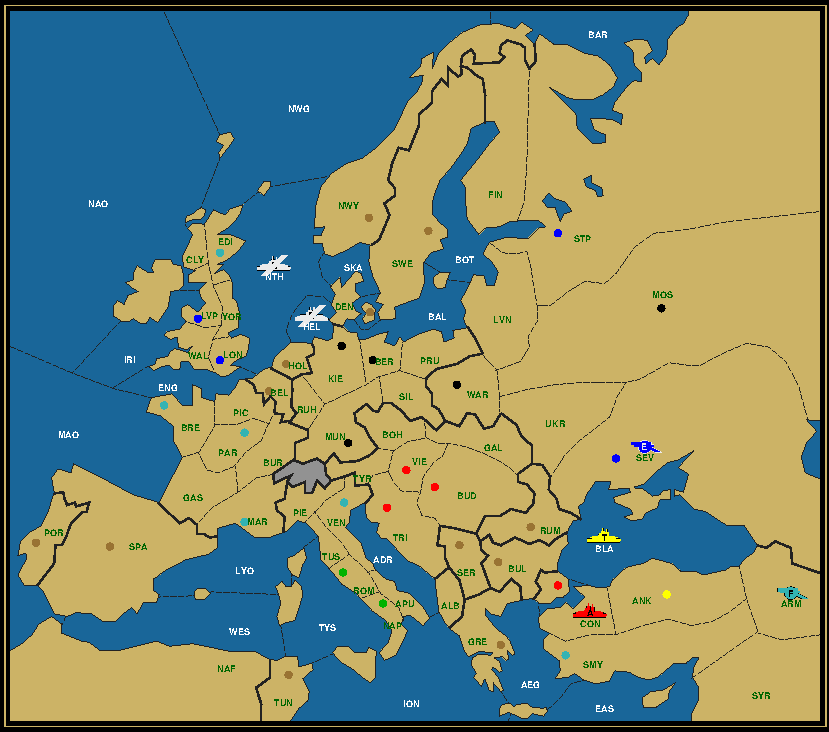 BAR
NWG
NAO
FIN
NWY
EDI
STP
CLY
SWE
BOT
SKA
NTH
MOS
DEN
LVP
YOR
HEL
BAL
LVN
IRI
WAL
LON
HOL
BER
PRU
KIE
ENG
BEL
SIL
WAR
RUH
PIC
BRE
UKR
MAO
MUN
BOH
GAL
PAR
BUR
VIE
E
SEV
TYR
BUD
GAS
MAR
PIE
VEN
RUM
POR
SPA
TRI
T
BLA
TUS
ADR
LYO
SER
BUL
ROM
F
ANK
ARM
APU
ALB
A
CON
NAP
WES
TYS
GRE
NAF
SMY
AEG
TUN
ION
EAS
SYR